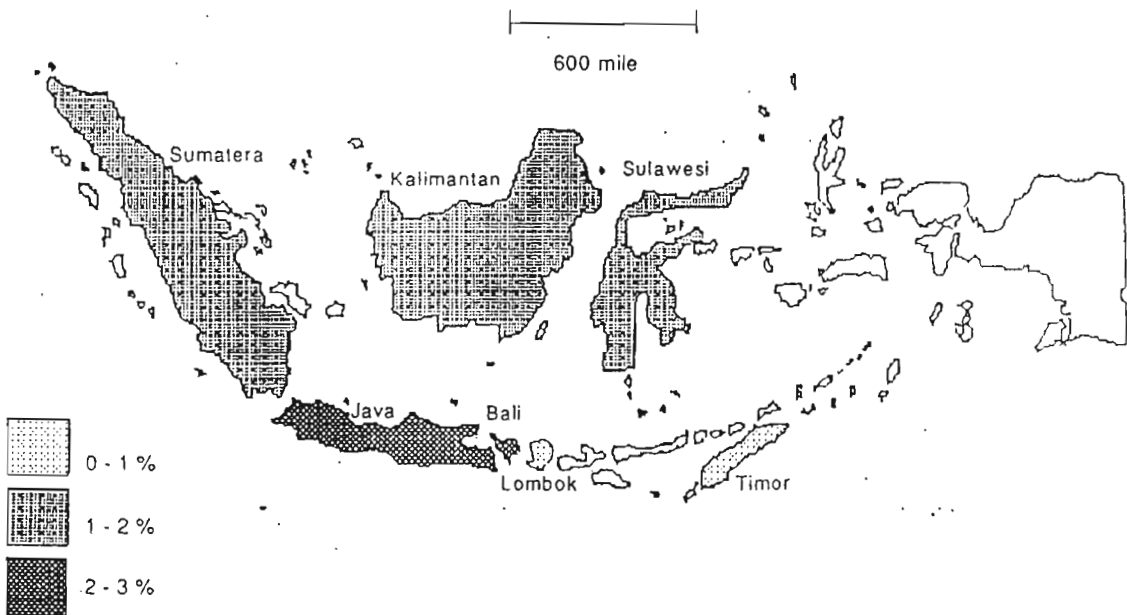 600 mile
Sumatera
Kalimantan
Sulawesi
Java
Bali
Lombok
Timor
0 - 1 %
1 - 2 %
2 - 3 %